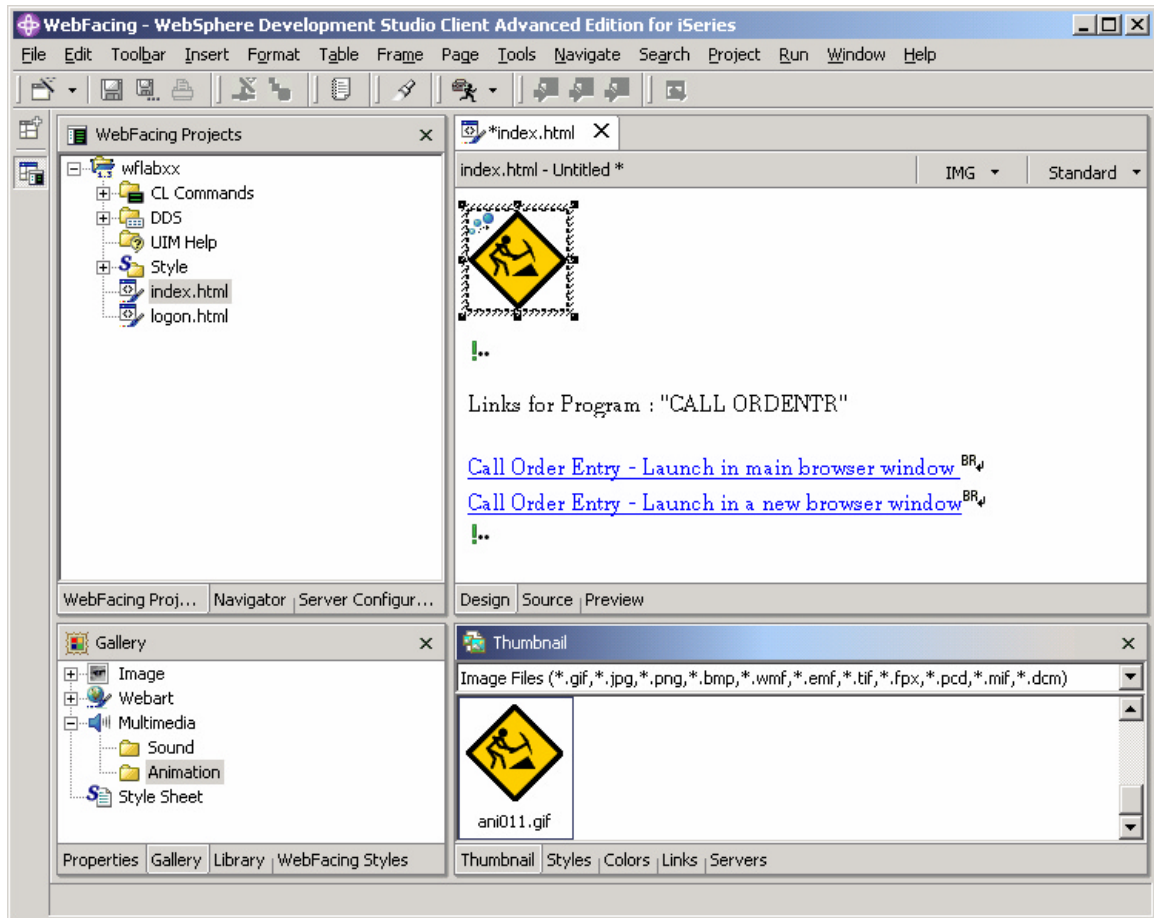 WebFacing - WebSphere Development Studio Client Advanced Edition for iSeries
File Edit Toolbar Insert Format Table Frame Page Tools Navigate Search Project Run Window Help
WebFacing Projects
wflabxx
CL Commands
DDS
UIM Help
Style
index.html
logon.html
WebFacing Proj... Navigator Server Configur...
*index.html
index.html - Untitled *
IMG
Standard
Links for Program : "CALL ORDENTR"
Call Order Entry - Launch in main browser window BR
Call Order Entry - Launch in a new browser window BR
Design Source Preview
Gallery
Image
Webart
Multimedia
Sound
Animation
Style Sheet
Properties Gallery Library WebFacing Styles
Thumbnail
Image Files (*.gif,*.jpg,*.png,*.bmp,*.wmf,*.emf,*.tif,*.fpx,*.pcd,*.mif,*.dcm)
ani011.gif
Thumbnail Styles Colors Links Servers